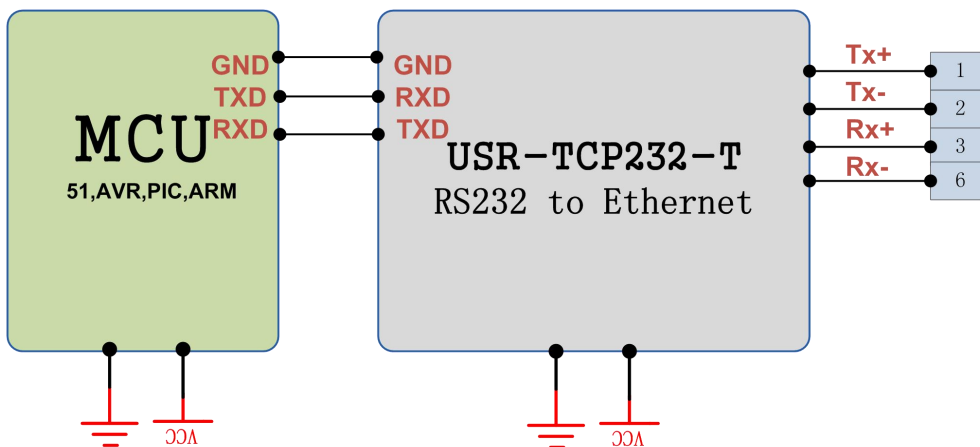 GND
TXD
RXD
MCU
51,AVR,PIC,ARM
GND
RXD
TXD
USR-TCP232-T
RS232 to Ethernet
Tx+
Tx-
Rx+
Rx-
1
2
3
6
VCC
VCC